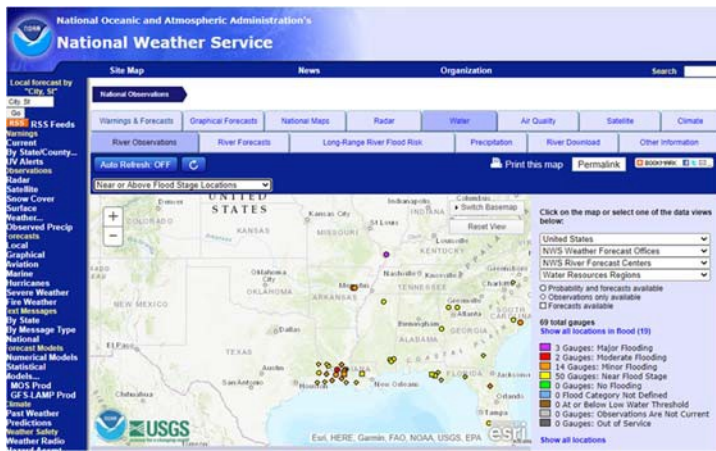 NOAA
National Oceanic and Atmospheric Administration's
National Weather Service
Site Map
News
Organization
Search
Local forecast by
"City, St"
City, St
Go
RSS RSS Feeds
Warnings
Current
By State/County...
UV Alerts
Observations
Radar
Satellite
Snow Cover
Surface
Weather...
Observed Precip
Forecasts
Local
Graphical
Aviation
Marine
Hurricanes
Severe Weather
Fire Weather
Text Messages
By State
By Message Type
National
Forecast Models
Numerical Models
Statistical
Models...
MOS Prod
GFS-LAMP Prod
Climate
Past Weather
Predictions
Weather Safety
Weather Radio
National Observations
Warnings & Forecasts
Graphical Forecasts
National Maps
Radar
Water
Air Quality
Satellite
Climate
River Observations
River Forecasts
Long-Range River Flood Risk
Precipitation
River Download
Other Information
Auto Refresh: OFF
Print this map
Permalink
BOOKMARK
Near or Above Flood Stage Locations
+
−
Switch Basemap
Reset View
UNITED
STATES
Denver
COLORADO
KANSAS
Kansas City
MISSOURI
St Louis
Indianapolis
INDIANA
Louisville
KENTUCKY
Oklahoma
City
OKLAHOMA
ARKANSAS
Memphis
Nashville
Knoxville
TENNESSEE
Greensboro
Charlotte
Greenville
Atlanta
SOUTH
Birmingham
ALABAMA
GEORGIA
NEW MEXICO
El Paso
Dallas
TEXAS
Austin
San Antonio
Houston
New Orleans
FLORIDA
Jacksonville
Orlando
Tampa
Chihuahua
USGS
Esri, HERE, Garmin, FAO, NOAA, USGS, EPA
esri
Click on the map or select one of the data views
below:
United States
NWS Weather Forecast Offices
NWS River Forecast Centers
Water Resources Regions
Probability and forecasts available
Observations only available
Forecasts available
69 total gauges
Show all locations in flood (19)
3 Gauges: Major Flooding
2 Gauges: Moderate Flooding
14 Gauges: Minor Flooding
50 Gauges: Near Flood Stage
0 Gauges: No Flooding
0 Flood Category Not Defined
0 At or Below Low Water Threshold
0 Gauges: Observations Are Not Current
0 Gauges: Out of Service
Show all locations